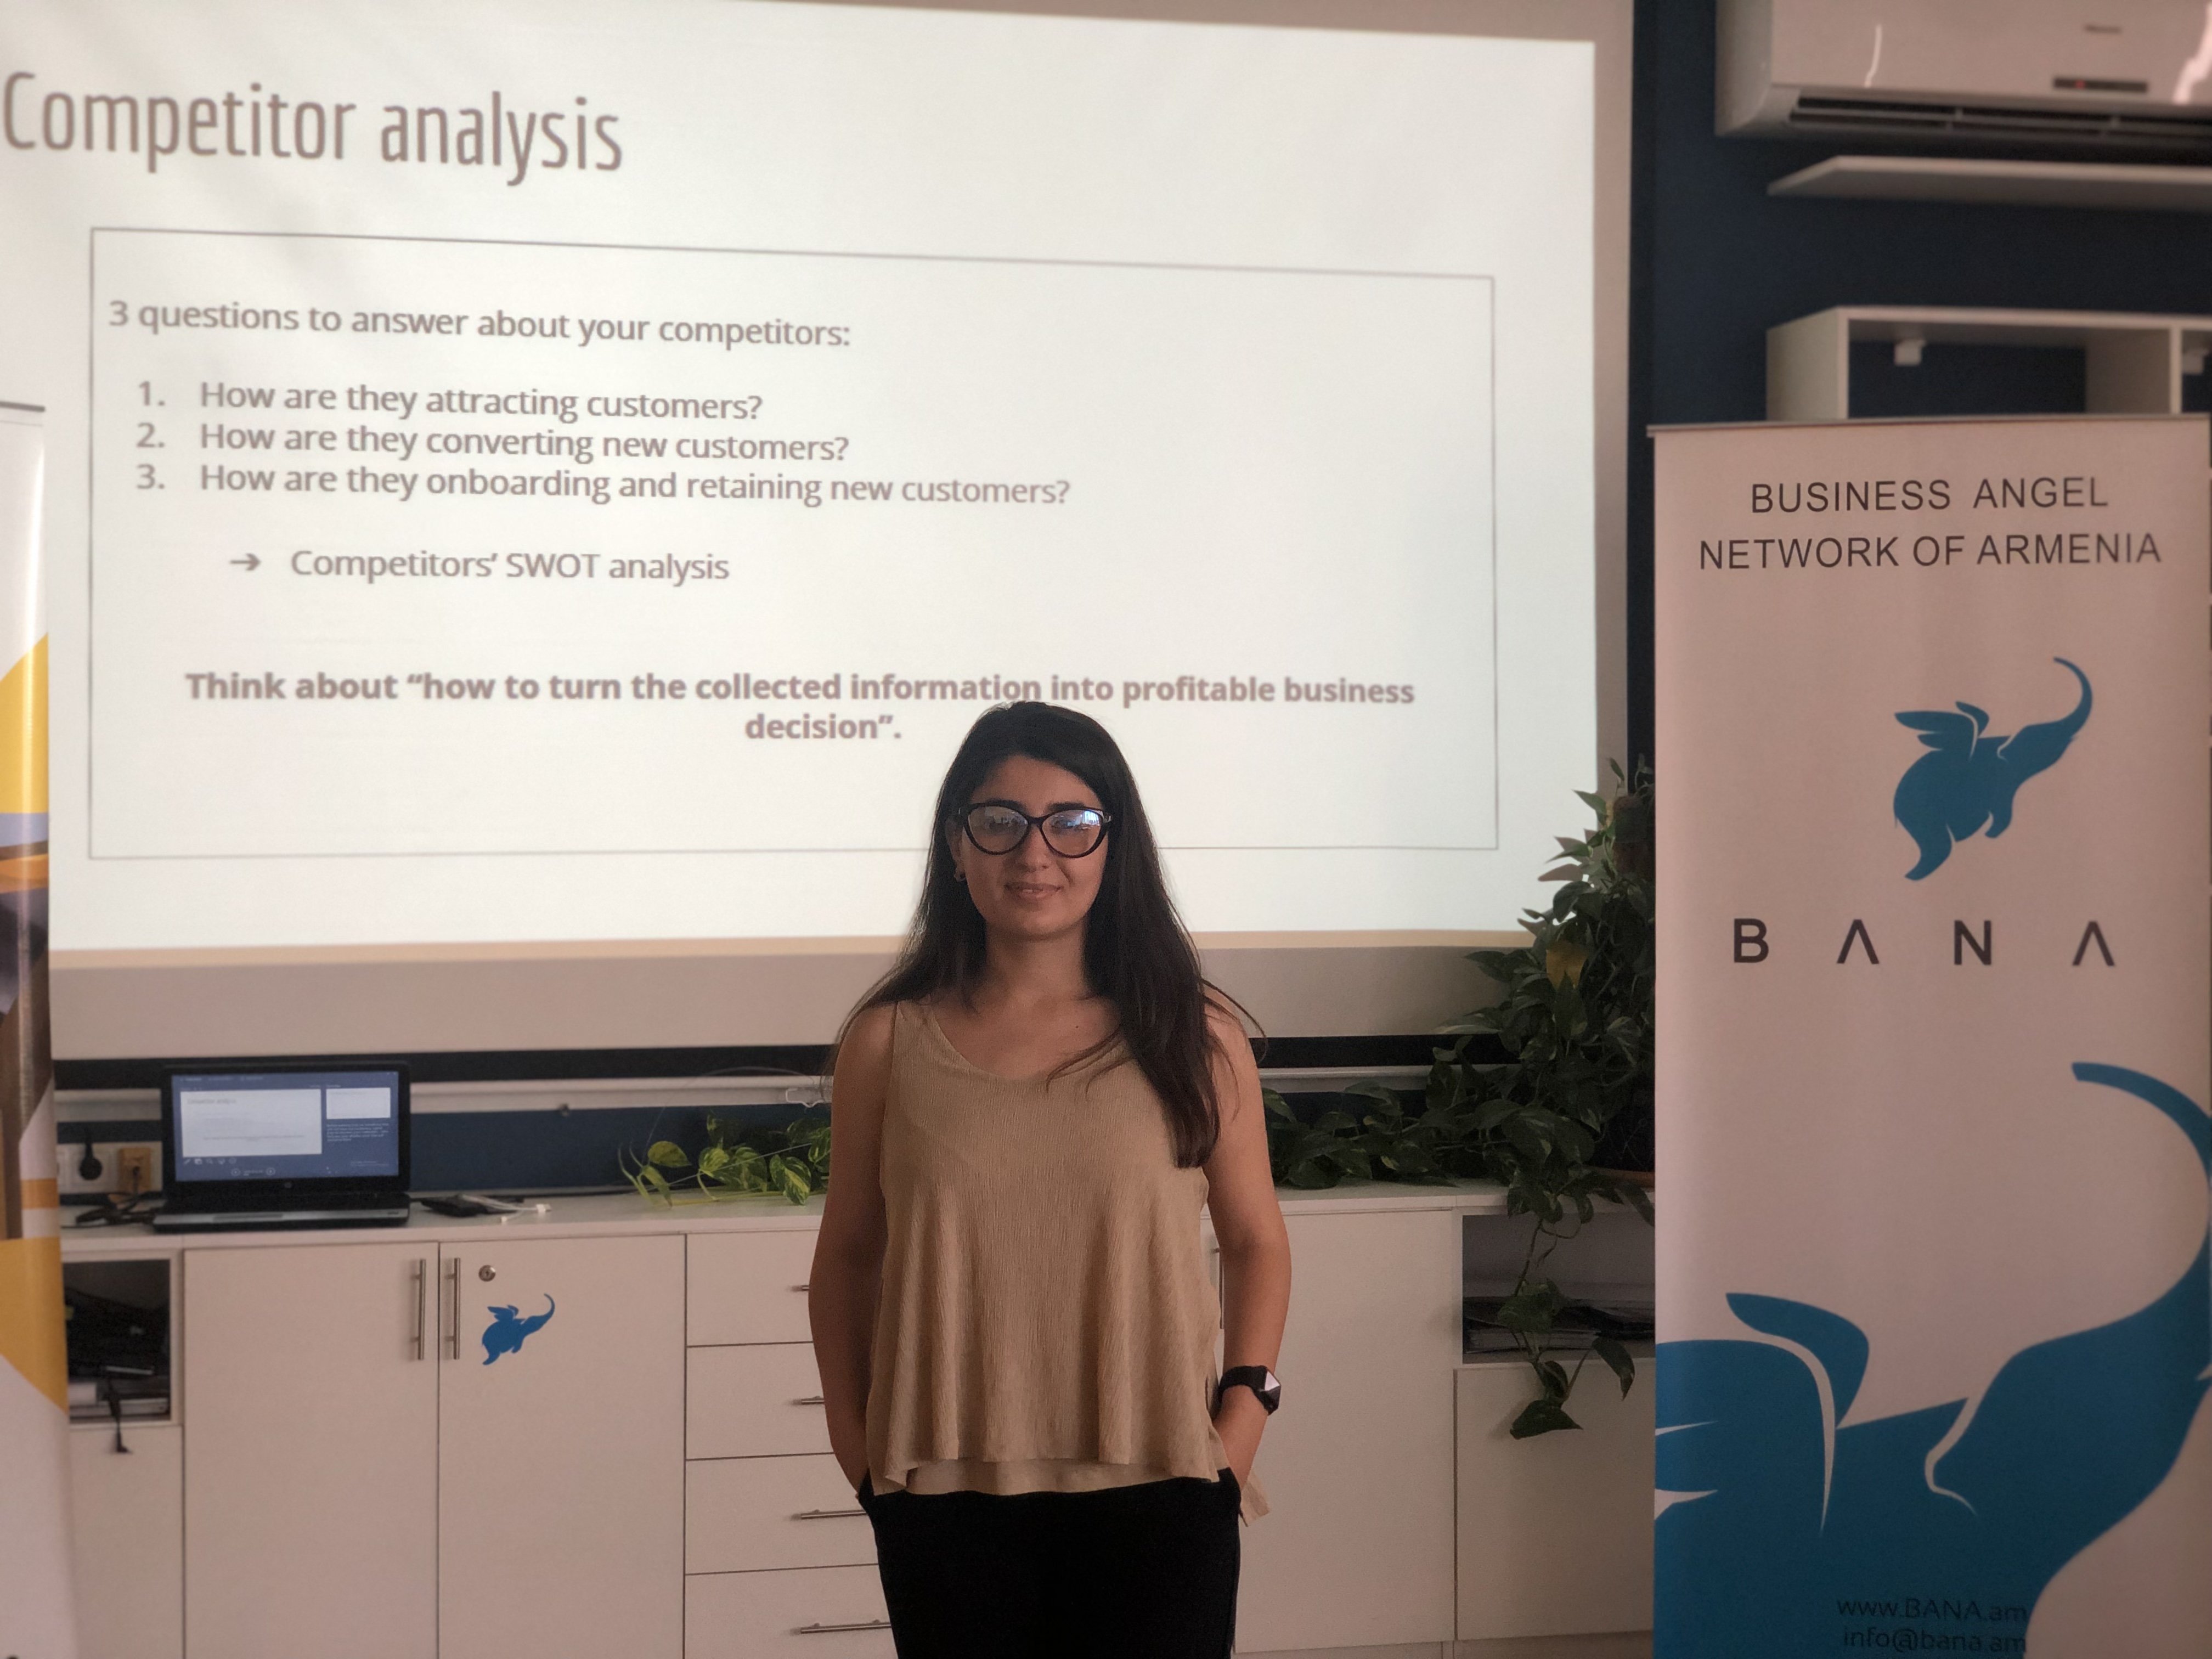 Competitor analysis
3 questions to answer about your competitors:
1. How are they attracting customers?
2. How are they converting new customers?
3. How are they onboarding and retaining new customers?
➔ Competitors’ SWOT analysis
Think about “how to turn the collected information into profitable business
decision”.
BUSINESS ANGEL
NETWORK OF ARMENIA
BANA
www.BANA.am
info@bana.am